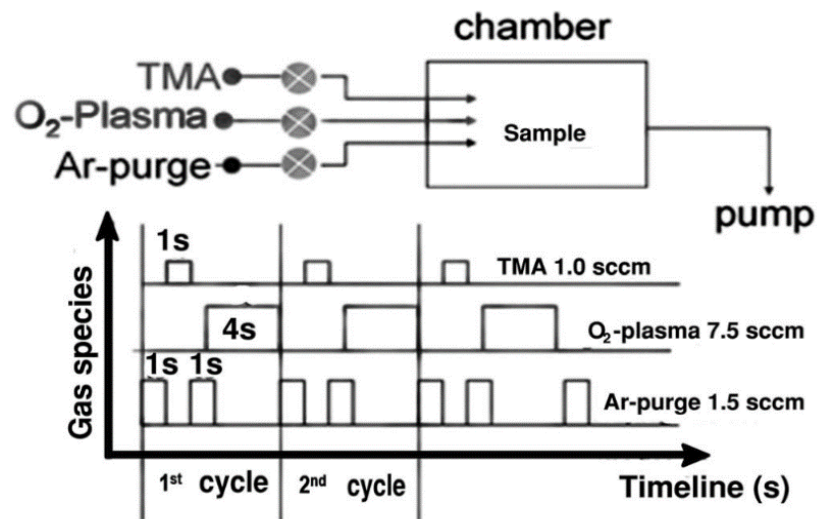 chamber
TMA
O₂-Plasma
Ar-purge
Sample
pump
Gas species
1s
TMA 1.0 sccm
4s
O₂-plasma 7.5 sccm
1s 1s
Ar-purge 1.5 sccm
1st cycle
2nd cycle
Timeline (s)